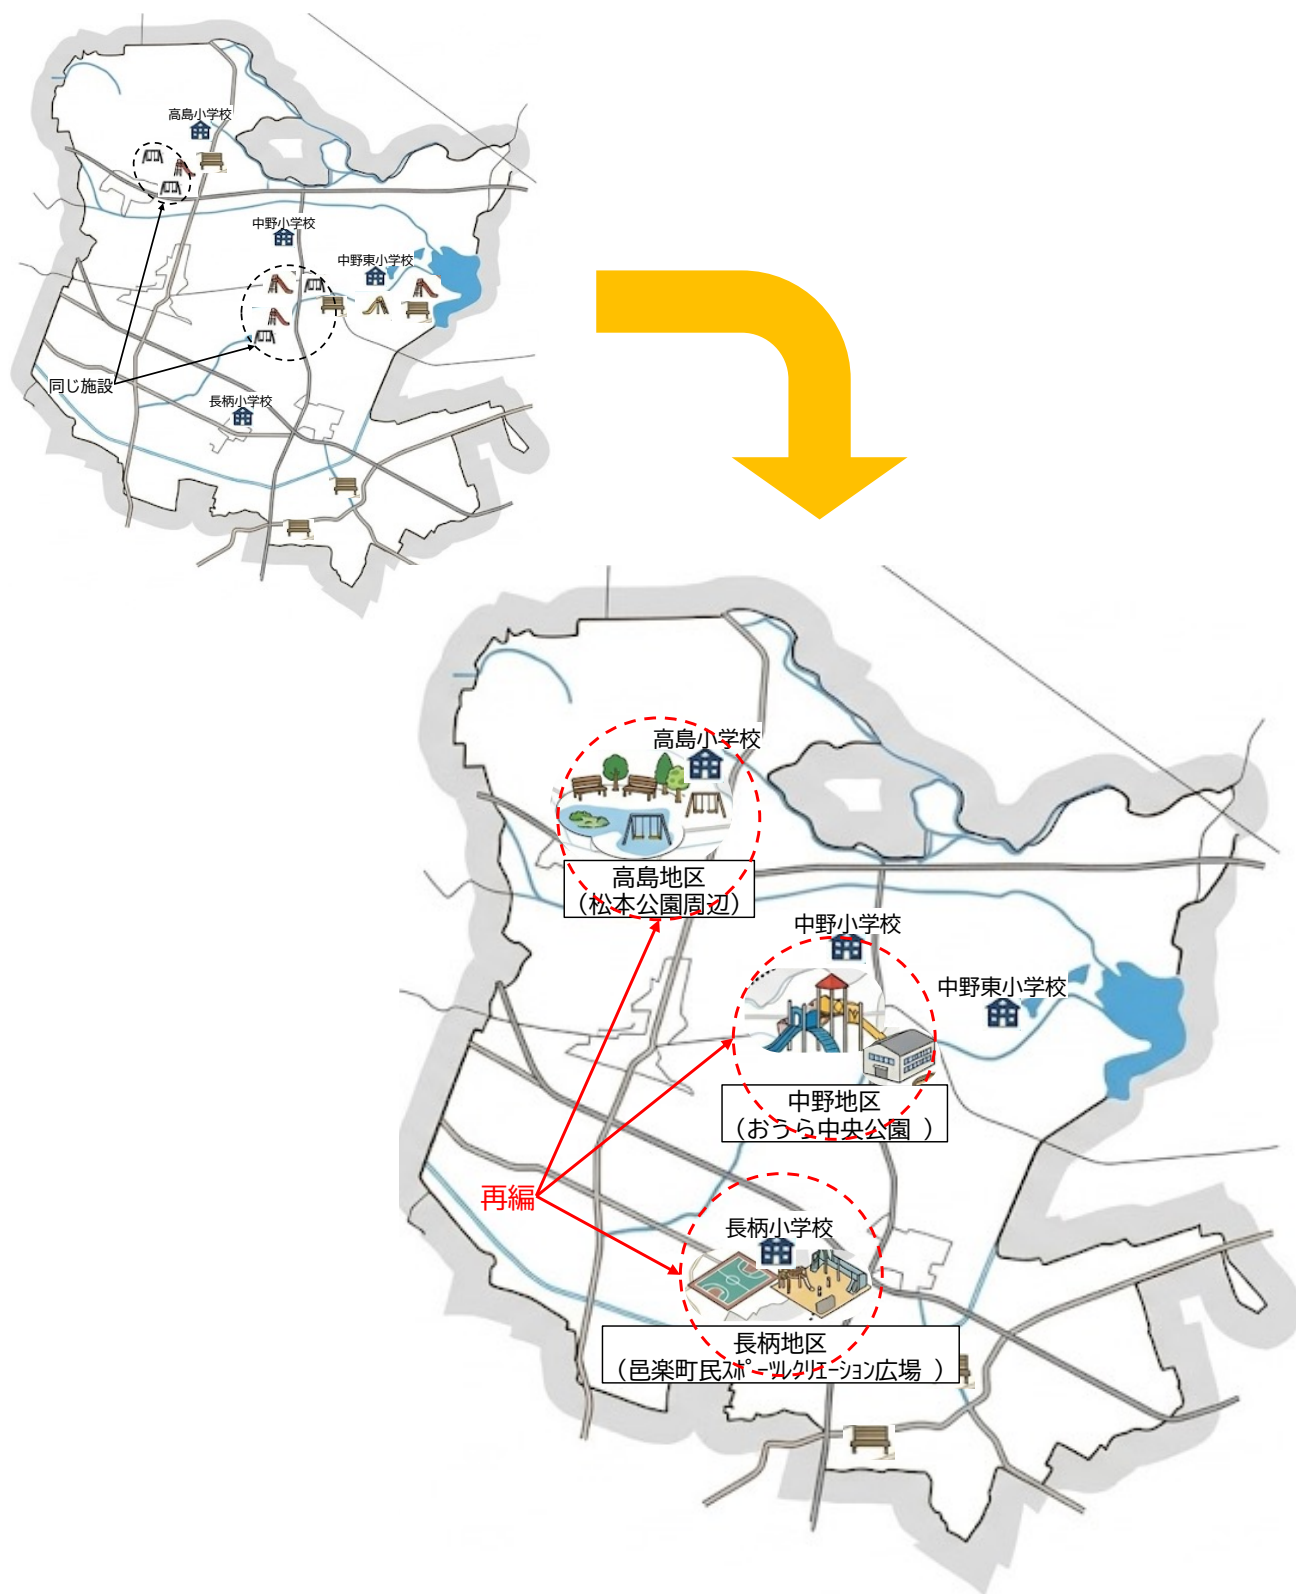 高島小学校
中野小学校
中野東小学校
同じ施設
長柄小学校
高島小学校
高島地区
（松本公園周辺）
中野小学校
中野東小学校
中野地区
（おうら中央公園 ）
再編
長柄小学校
長柄地区
（邑楽町民ｽﾎﾟｰﾂﾚｸﾘｴｰｼｮﾝ広場 ）